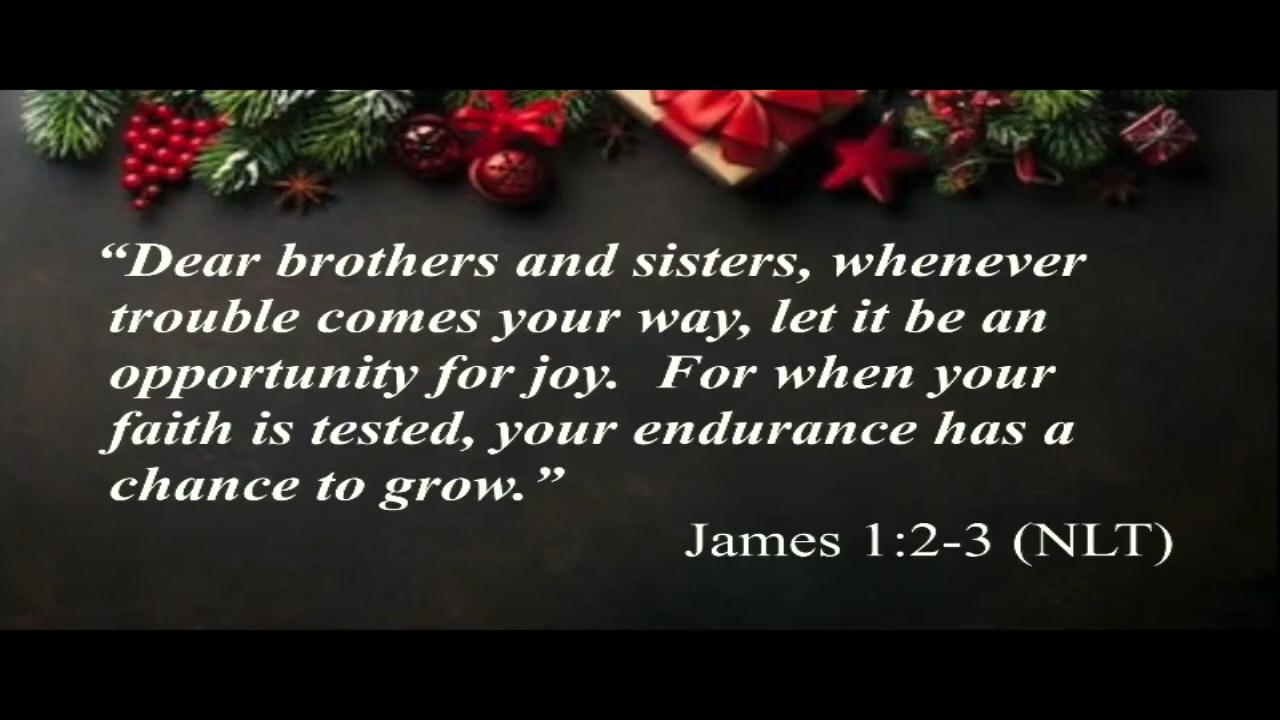 “Dear brothers and sisters, whenever
trouble comes your way, let it be an
opportunity for joy.  For when your
faith is tested, your endurance has a
chance to grow.”
James 1:2-3 (NLT)